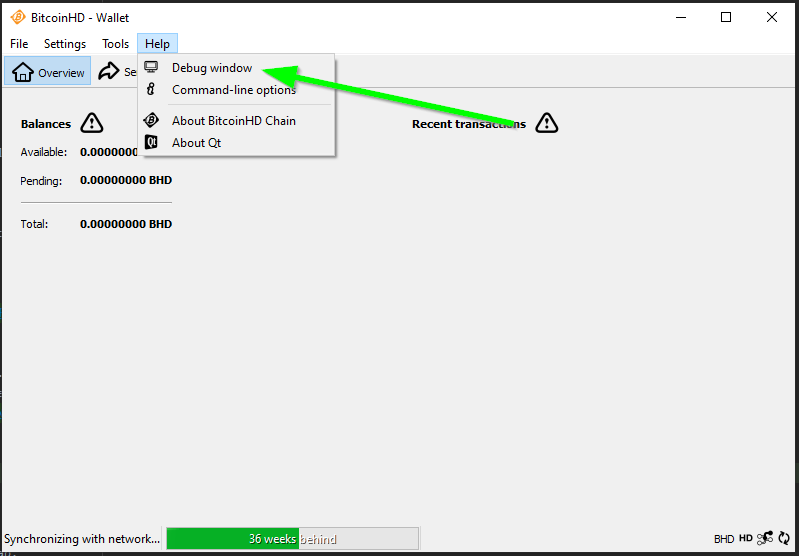 BitcoinHD - Wallet
File Settings Tools Help
Overview Se
Debug window
Command-line options
About BitcoinHD Chain
About Qt
Balances
Available: 0.00000000
Pending: 0.00000000 BHD
Total: 0.00000000 BHD
Recent transactions
Synchronizing with network... 36 weeks behind BHD HD